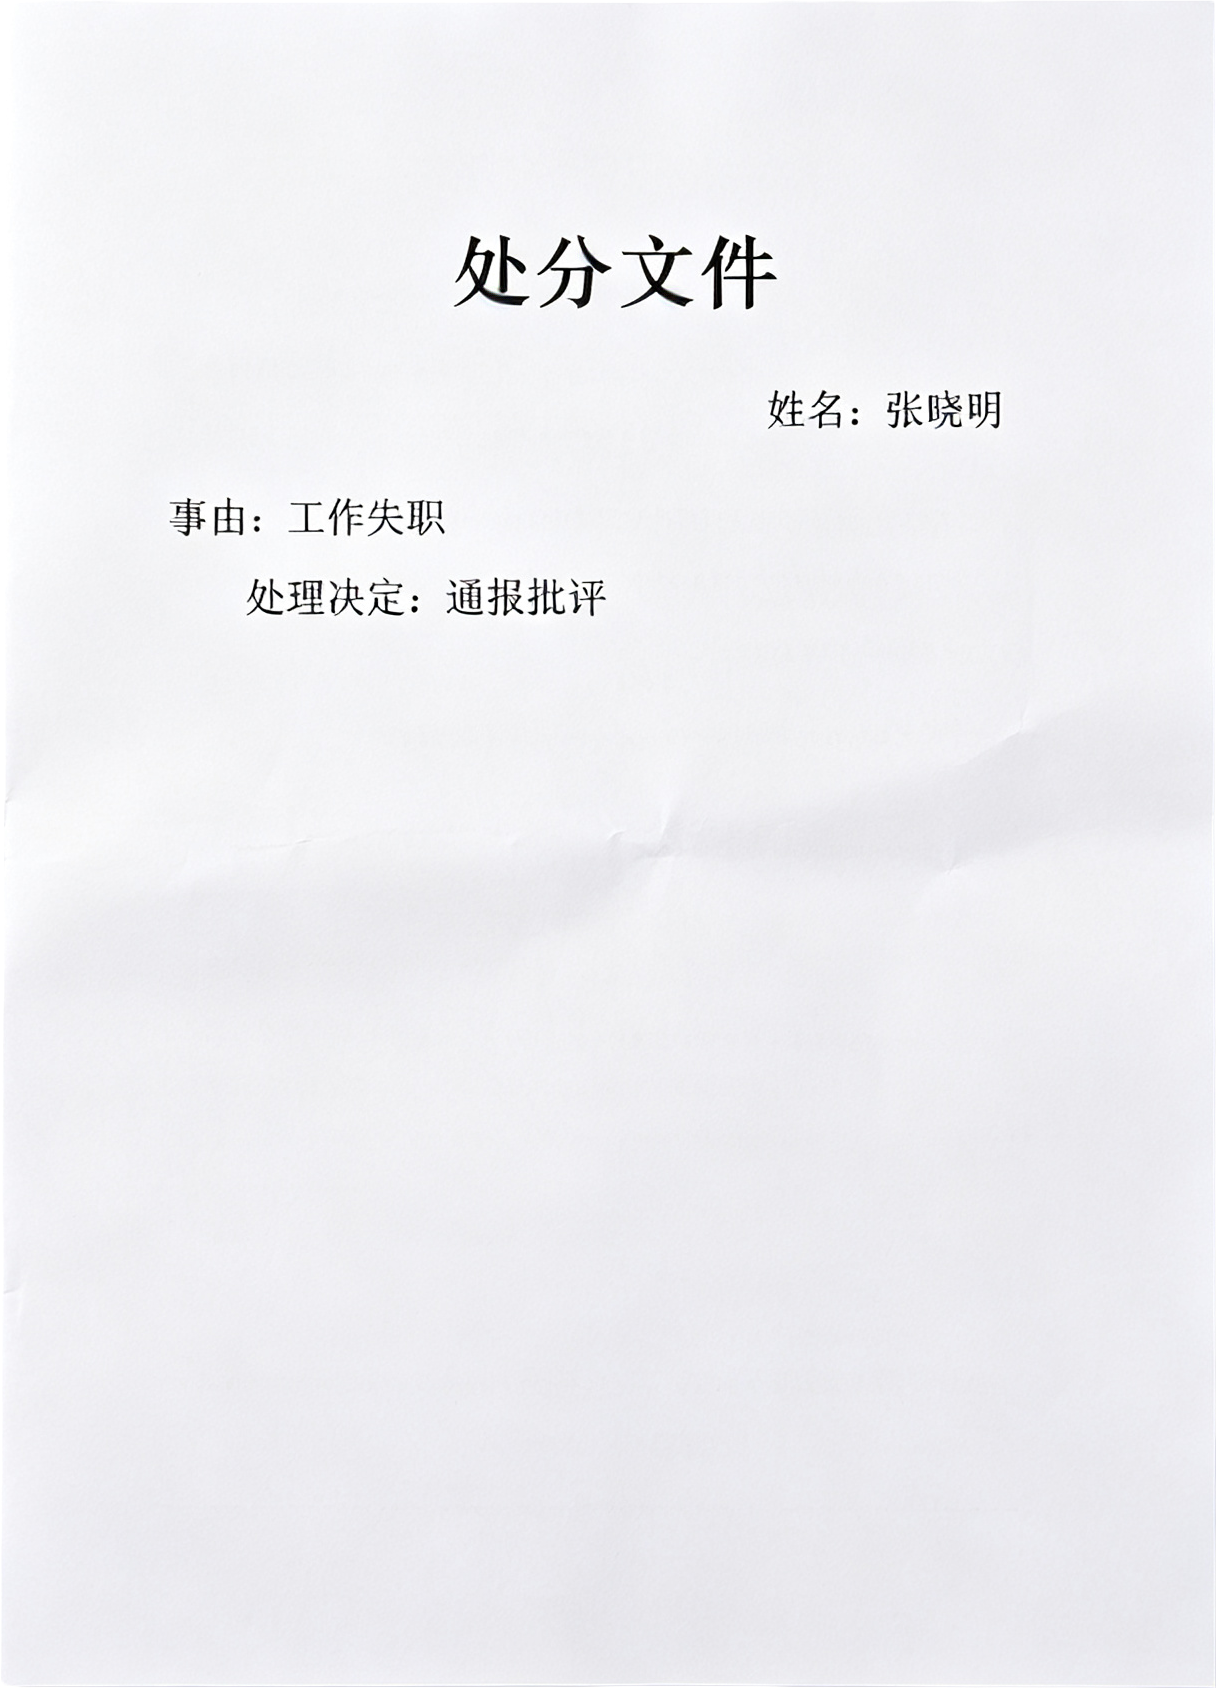 处分文件
姓名：张晓明
事由：工作失职
处理决定：通报批评